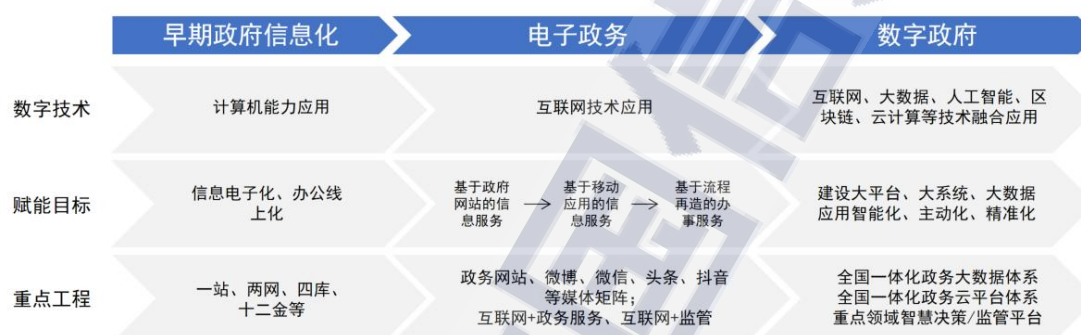 早期政府信息化
电子政务
数字政府
数字技术
计算机能力应用
互联网技术应用
互联网、大数据、人工智能、区
块链、云计算等技术融合应用
赋能目标
信息电子化、办公线
上化
基于政府
网站的信
息服务
基于移动
应用的信
息服务
基于流程
再造的办
事服务
建设大平台、大系统、大数据
应用智能化、主动化、精准化
重点工程
一站、两网、四库、
十二金等
政务网站、微博、微信、头条、抖音
等媒体矩阵；
互联网+政务服务、互联网+监管
全国一体化政务大数据体系
全国一体化政务云平台体系
重点领域智慧决策/监管平台